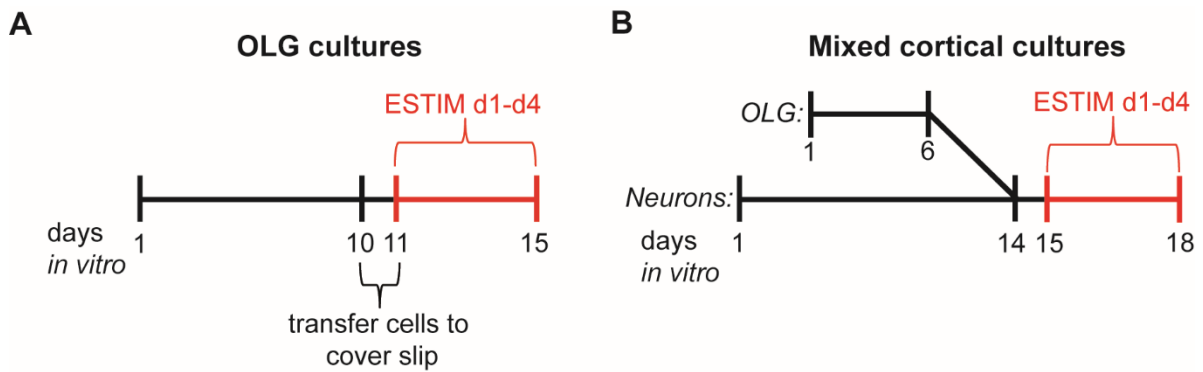 A
OLG cultures
ESTIM d1-d4
days
in vitro
1
10
11
15
transfer cells to
cover slip
B
Mixed cortical cultures
ESTIM d1-d4
OLG:
1
6
Neurons:
days
in vitro
1
14
15
18